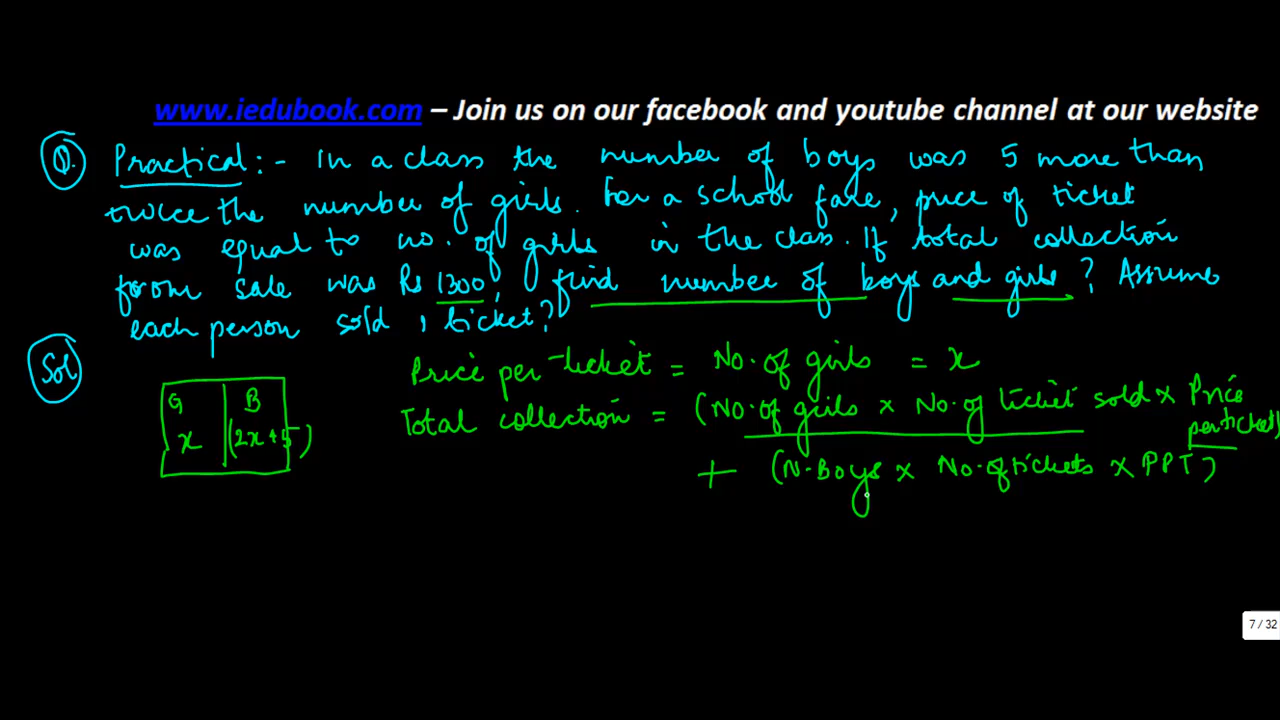 www.iedubook.com – Join us on our facebook and youtube channel at our website
Q. Practical :- In a class the number of boys was 5 more than
twice the number of girls. For a school fare, price of ticket
was equal to no. of girls in the class. If total collection
from sale was Rs 1300, find number of boys and girls? Assume
each person sold 1 ticket?
Sol
Price per ticket = No. of girls = x
G B
Total collection = (No. of girls x No. of ticket sold x Price per ticket)
x (2x+5)
+ (N. Boys x No. of tickets x PPT)
7 / 32